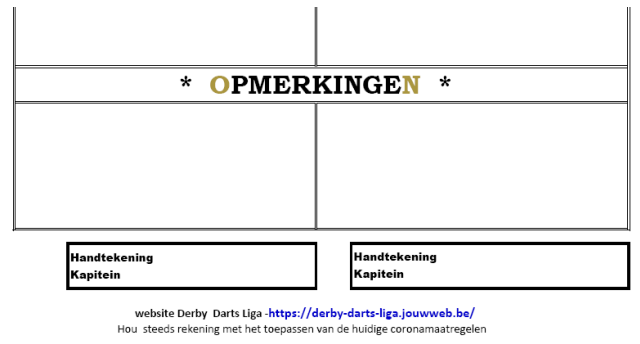 * OPMERKINGEN *
Handtekening
Kapitein
Handtekening
Kapitein
website Derby Darts Liga -https://derby-darts-liga.jouwweb.be/
Hou steeds rekening met het toepassen van de huidige coronamaatregelen